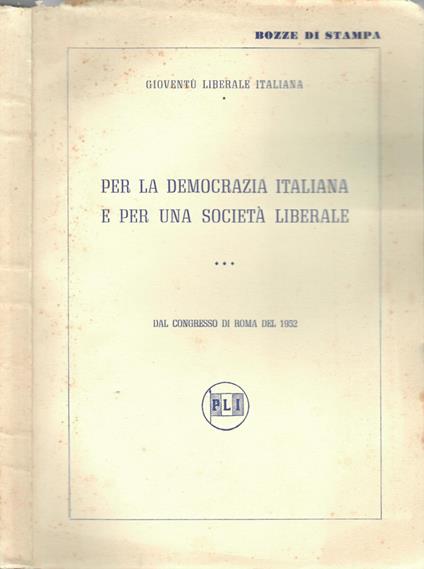 BOZZE DI STAMPA
GIOVENTÙ LIBERALE ITALIANA
PER LA DEMOCRAZIA ITALIANA
E PER UNA SOCIETÀ LIBERALE
DAL CONGRESSO DI ROMA DEL 1952
PLI